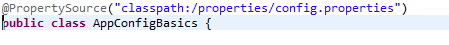 @PropertySource("classpath:/properties/config.properties")
public class AppConfigBasics {